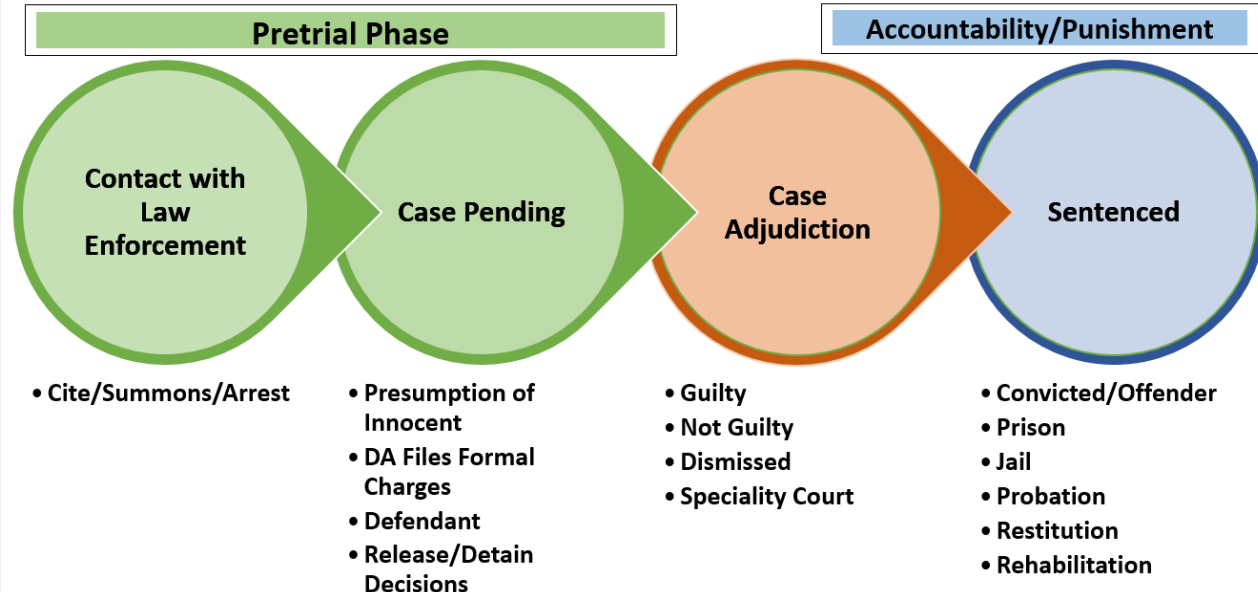 Pretrial Phase
Accountability/Punishment
Contact with
Law
Enforcement
Case Pending
Case
Adjudiction
Sentenced
• Cite/Summons/Arrest
• Presumption of
Innocent
• DA Files Formal
Charges
• Defendant
• Release/Detain
Decisions
• Guilty
• Not Guilty
• Dismissed
• Speciality Court
• Convicted/Offender
• Prison
• Jail
• Probation
• Restitution
• Rehabilitation